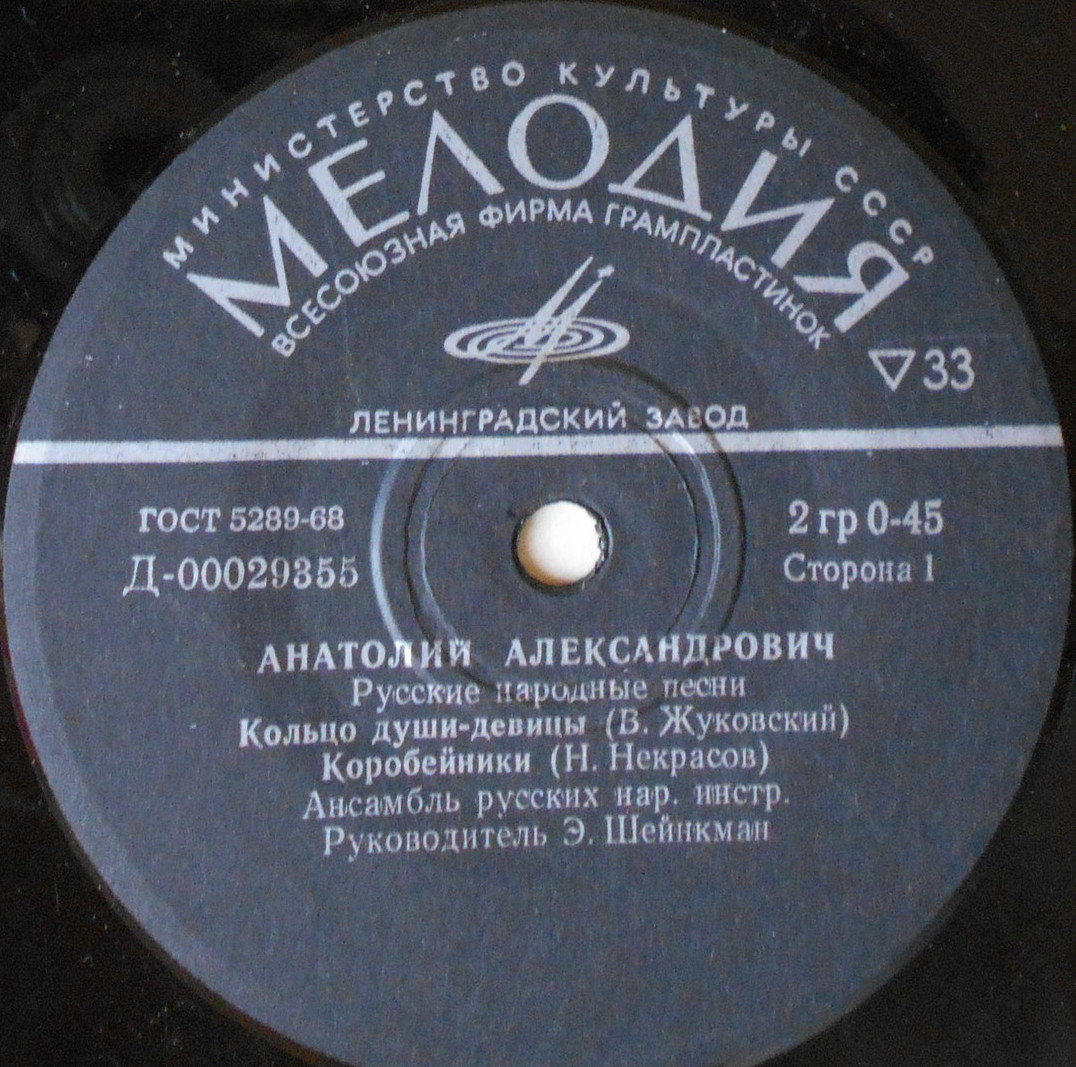 МИНИСТЕРСТВО КУЛЬТУРЫ СССР
МЕЛОДИЯ
ВСЕСОЮЗНАЯ ФИРМА ГРАМПЛАСТИНОК
▽33
ЛЕНИНГРАДСКИЙ ЗАВОД
ГОСТ 5289-68
2 гр 0-45
Д-00029355
Сторона 1
АНАТОЛИЙ АЛЕКСАНДРОВИЧ
Русские народные песни
Кольцо души-девицы (В. Жуковский)
Коробейники (Н. Некрасов)
Ансамбль русских нар. инстр.
Руководитель Э. Шейнкман